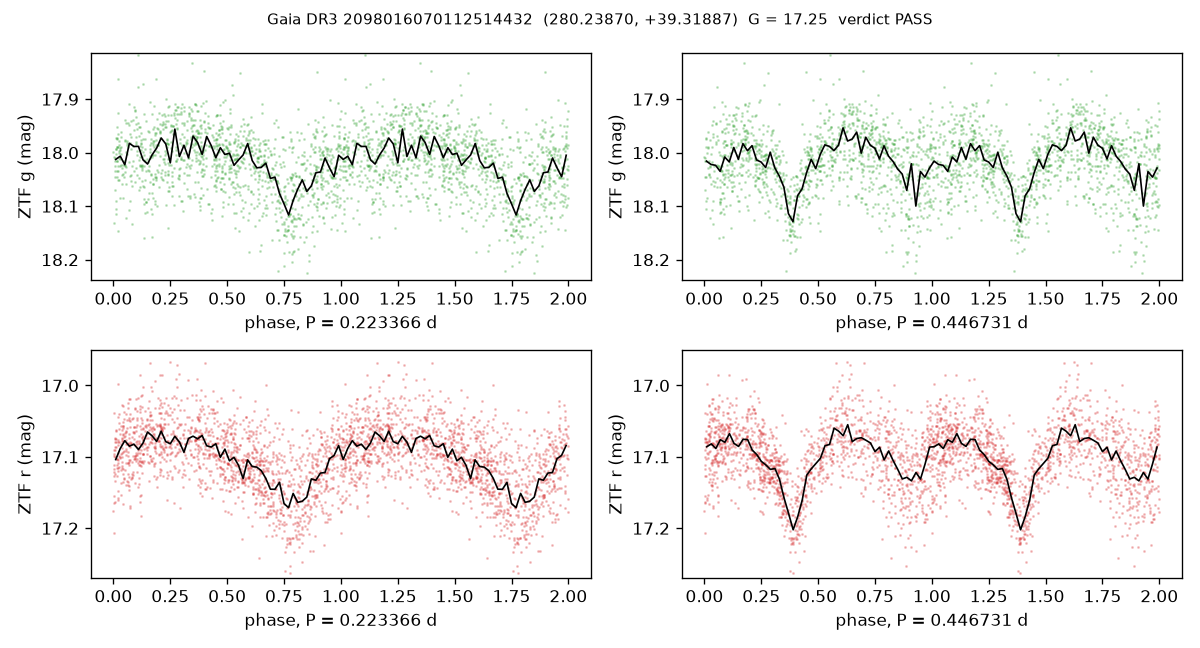 Gaia DR3 2098016070112514432  (280.23870, +39.31887)  G = 17.25  verdict PASS
ZTF g (mag)
17.9
18.0
18.1
18.2
0.00 0.25 0.50 0.75 1.00 1.25 1.50 1.75 2.00
phase, P = 0.223366 d
ZTF g (mag)
17.9
18.0
18.1
18.2
0.00 0.25 0.50 0.75 1.00 1.25 1.50 1.75 2.00
phase, P = 0.446731 d
ZTF r (mag)
17.0
17.1
17.2
0.00 0.25 0.50 0.75 1.00 1.25 1.50 1.75 2.00
phase, P = 0.223366 d
ZTF r (mag)
17.0
17.1
17.2
0.00 0.25 0.50 0.75 1.00 1.25 1.50 1.75 2.00
phase, P = 0.446731 d